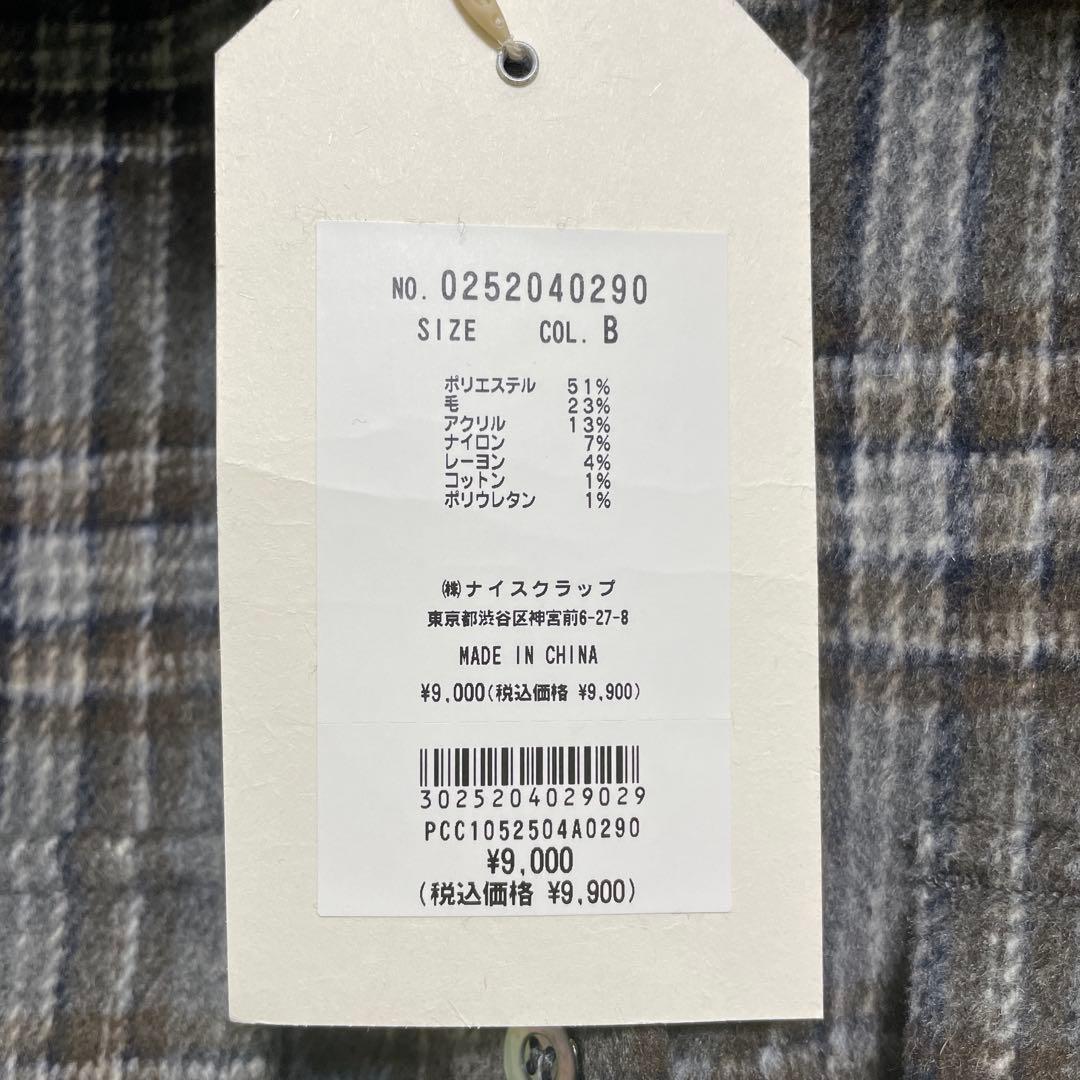 NO. 0252040290
SIZE COL. B
ポリエステル 51%
毛 23%
アクリル 13%
ナイロン 7%
レーヨン 4%
コットン 1%
ポリウレタン 1%
㈱ナイスクラップ
東京都渋谷区神宮前6-27-8
MADE IN CHINA
¥9,000(税込価格 ¥9,900)
3025204029029
PCC1052504A0290
¥9,000
(税込価格 ¥9,900)